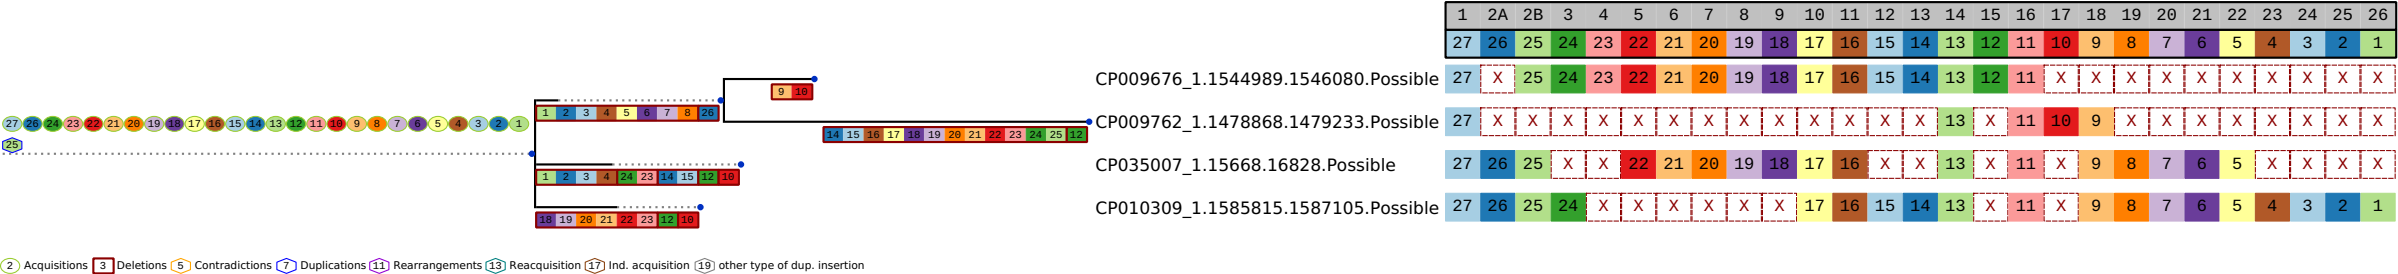 1 2A 2B 3 4 5 6 7 8 9 10 11 12 13 14 15 16 17 18 19 20 21 22 23 24 25 26
27 26 25 24 23 22 21 20 19 18 17 16 15 14 13 12 11 10 9 8 7 6 5 4 3 2 1
CP009676_1.1544989.1546080.Possible 27 X 25 24 23 22 21 20 19 18 17 16 15 14 13 12 11 X X X X X X X X X X
9 10
1 2 3 4 5 6 7 8 26
27 26 24 23 22 21 20 19 18 17 16 15 14 13 12 11 10 9 8 7 6 5 4 3 2 1
CP009762_1.1478868.1479233.Possible 27 X X X X X X X X X X X X X 13 X 11 10 9 X X X X X X X X
14 15 16 17 18 19 20 21 22 23 24 25 12
25
CP035007_1.15668.16828.Possible 27 26 25 X X 22 21 20 19 18 17 16 X X 13 X 11 X 9 8 7 6 5 X X X X
1 2 3 4 24 23 14 15 12 10
CP010309_1.1585815.1587105.Possible 27 26 25 24 X X X X X X 17 16 15 14 13 X 11 X 9 8 7 6 5 4 3 2 1
18 19 20 21 22 23 12 10
2 Acquisitions 3 Deletions 5 Contradictions 7 Duplications 11 Rearrangements 13 Reacquisition 17 Ind. acquisition 19 other type of dup. insertion